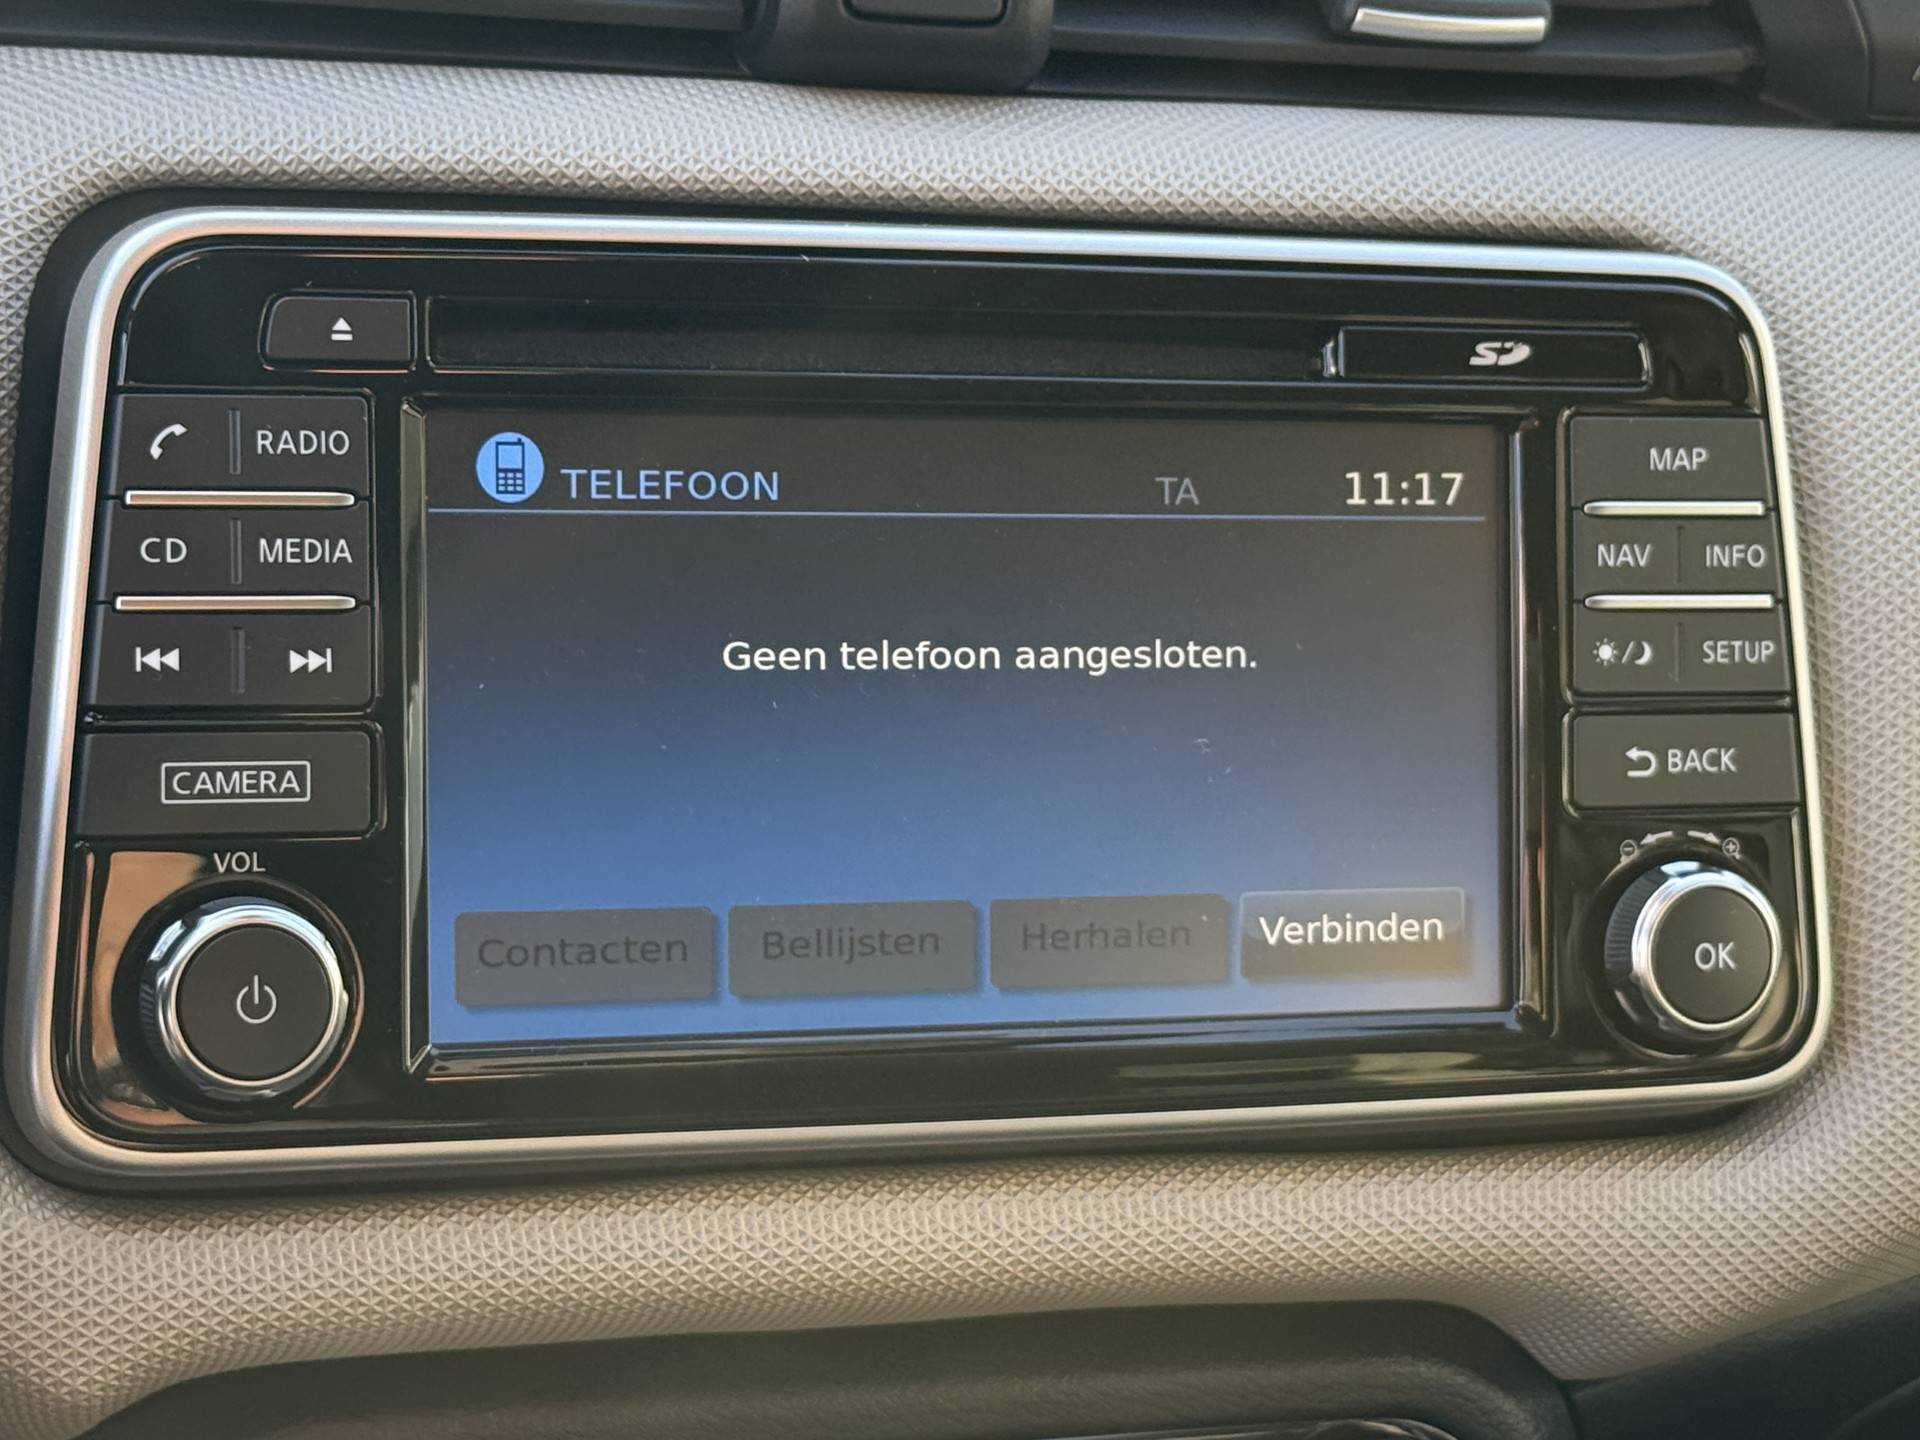 SD
RADIO
CD MEDIA
CAMERA
VOL
TELEFOON TA 11:17
Geen telefoon aangesloten.
Contacten Bellijsten Herhalen Verbinden
MAP
NAV INFO
SETUP
BACK
OK